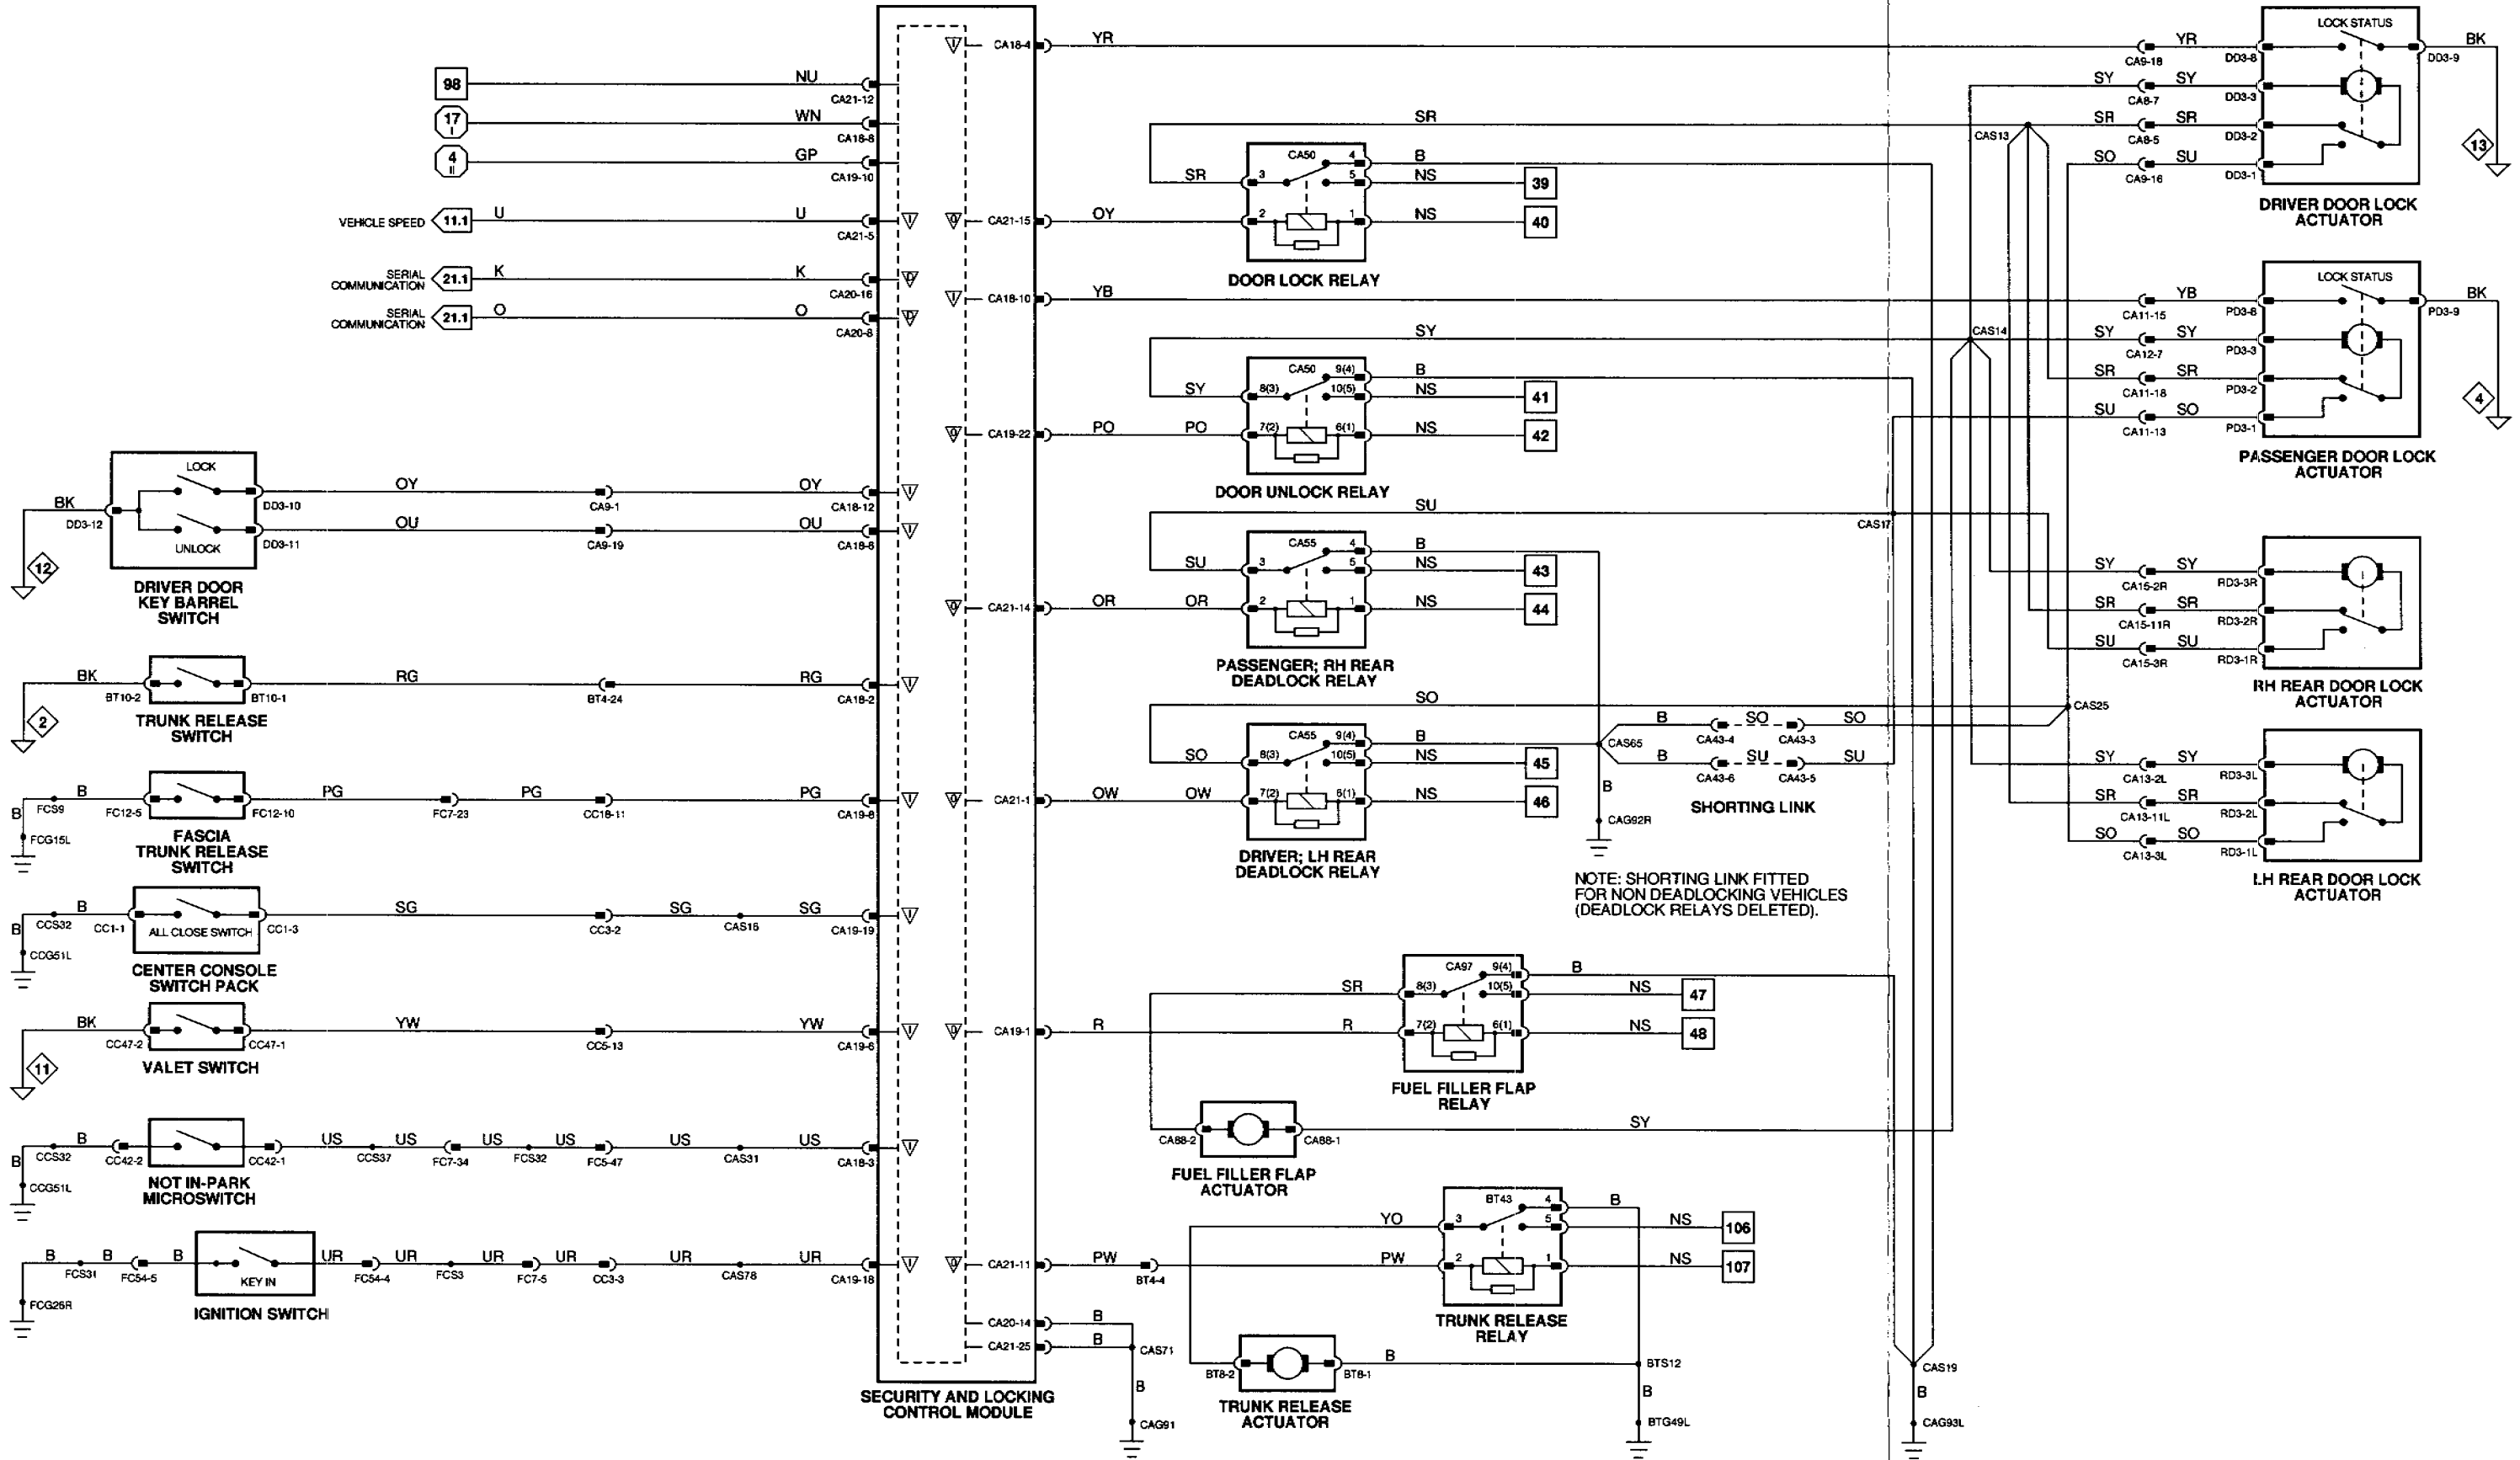 YR
CA18-4
YR
CA9-18
YR
DD3-8
LOCK STATUS
DD3-9
BK
98
NU
CA21-12
SY
CA8-7
SY
DD3-3
17
I
WN
CA18-8
SR
CAS13
SR
CA8-5
SR
DD3-2
13
4
II
GP
CA19-10
SR
3
CA50
4
5
B
NS
39
SO
CA9-16
SU
DD3-1
VEHICLE SPEED
11.1
U
U
CA21-5
CA21-15
OY
2
1
NS
40
DRIVER DOOR LOCK
ACTUATOR
DOOR LOCK RELAY
SERIAL
COMMUNICATION
21.1
K
K
CA20-16
CA18-10
YB
CA11-15
YB
PD3-8
LOCK STATUS
PD3-9
BK
SERIAL
COMMUNICATION
21.1
O
O
CA20-8
SY
CAS14
SY
CA12-7
SY
PD3-3
SY
8(3)
CA50
9(4)
10(5)
B
NS
41
SR
CA11-18
SR
PD3-2
4
CA19-22
PO
PO
7(2)
6(1)
NS
42
SU
CA11-13
SO
PD3-1
DOOR UNLOCK RELAY
PASSENGER DOOR LOCK
ACTUATOR
BK
DD3-12
LOCK
UNLOCK
DD3-10
OY
CA9-1
OY
CA18-12
DD3-11
OU
CA9-19
OU
CA18-6
12
DRIVER DOOR
KEY BARREL
SWITCH
SU
CAS17
SU
3
CA55
4
5
B
NS
43
SY
CA15-2R
SY
RD3-3R
CA21-14
OR
OR
2
1
NS
44
SR
CA15-11R
SR
RD3-2R
SU
CA15-3R
SU
RD3-1R
PASSENGER; RH REAR
DEADLOCK RELAY
RH REAR DOOR LOCK
ACTUATOR
BK
BT10-2
BT10-1
RG
BT4-24
RG
CA18-2
2
TRUNK RELEASE
SWITCH
SO
CAS25
SO
8(3)
CA55
9(4)
10(5)
B
NS
45
CAS65
B
CA43-4
SO
CA43-3
SO
B
CA43-6
SU
CA43-5
SU
SHORTING LINK
SY
CA13-2L
SY
RD3-3L
B
FCS9
B
FCG15L
FC12-5
FC12-10
PG
FC7-23
PG
CC18-11
PG
CA19-8
CA21-1
OW
OW
7(2)
6(1)
NS
46
B
CAG92R
SR
CA13-11L
SR
RD3-2L
SO
CA13-3L
SO
RD3-1L
FASCIA
TRUNK RELEASE
SWITCH
DRIVER; LH REAR
DEADLOCK RELAY
NOTE: SHORTING LINK FITTED
FOR NON DEADLOCKING VEHICLES
(DEADLOCK RELAYS DELETED).
LH REAR DOOR LOCK
ACTUATOR
B
CCS32
B
CCG51L
CC1-1
ALL CLOSE SWITCH
CC1-3
SG
CC3-2
SG
CAS16
SG
CA19-19
CENTER CONSOLE
SWITCH PACK
SR
8(3)
CA97
9(4)
10(5)
B
NS
47
BK
CC47-2
CC47-1
YW
CC5-13
YW
CA19-6
CA19-1
R
R
7(2)
6(1)
NS
48
11
VALET SWITCH
FUEL FILLER FLAP
RELAY
B
CCS32
B
CCG51L
CC42-2
CC42-1
US
CCS37
US
FC7-34
US
FCS32
US
FC5-47
US
CAS31
US
CA18-3
CA88-2
CA88-1
SY
NOT IN-PARK
MICROSWITCH
FUEL FILLER FLAP
ACTUATOR
YO
3
BT43
4
5
B
NS
106
B
FCS31
B
FC54-5
B
KEY IN
UR
FC54-4
UR
FCS3
UR
FC7-5
UR
CC3-3
UR
CAS78
UR
CA19-18
CA21-11
PW
BT4-4
PW
2
1
NS
107
FCG26R
IGNITION SWITCH
TRUNK RELEASE
RELAY
CA20-14
B
CA21-25
B
CAS71
B
CAG91
SECURITY AND LOCKING
CONTROL MODULE
BT8-2
BT8-1
B
BTS12
B
BTG49L
TRUNK RELEASE
ACTUATOR
CAS19
B
CAG93L